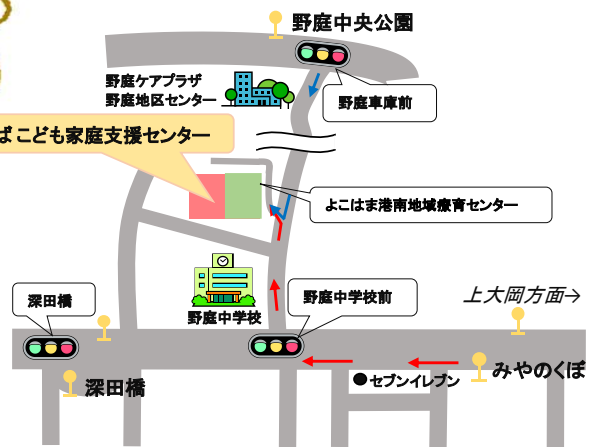 野庭中央公園
野庭ケアプラザ
野庭地区センター
野庭車庫前
ばこども家庭支援センター
よこはま港南地域療育センター
野庭中学校
野庭中学校前
深田橋
上大岡方面→
みやのくぼ
セブンイレブン
深田橋